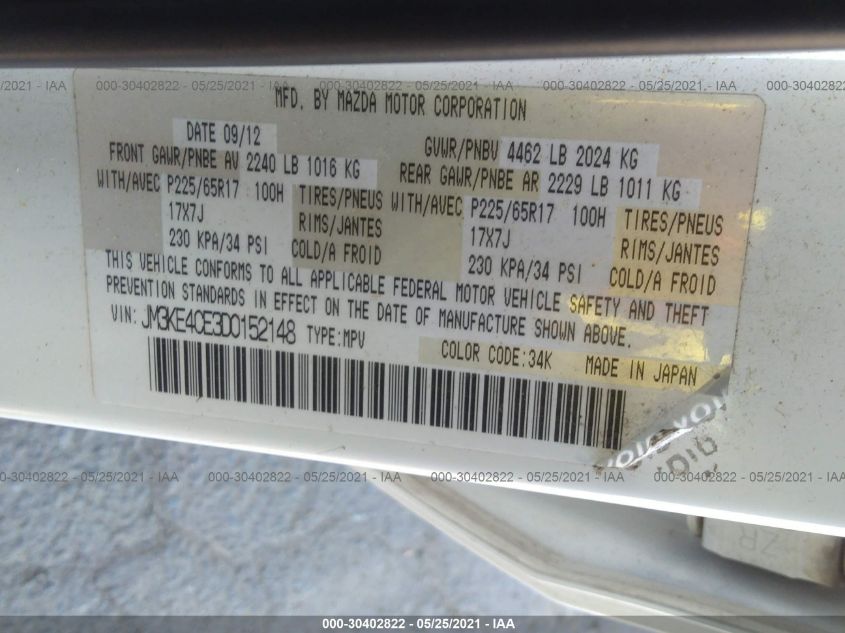 000-30402822 - 05/25/2021 - IAA
MFD. BY MAZDA MOTOR CORPORATION
DATE 09/12
GVWR/PNBV 4462 LB 2024 KG
FRONT GAWR/PNBE AV 2240 LB 1016 KG
REAR GAWR/PNBE AR 2229 LB 1011 KG
WITH/AVEC P225/65R17 100H TIRES/PNEUS
WITH/AVEC P225/65R17 100H TIRES/PNEUS
17X7J RIMS/JANTES
17X7J RIMS/JANTES
230 KPA/34 PSI COLD/A FROID
230 KPA/34 PSI COLD/A FROID
THIS VEHICLE CONFORMS TO ALL APPLICABLE FEDERAL MOTOR VEHICLE SAFETY AND THEFT
PREVENTION STANDARDS IN EFFECT ON THE DATE OF MANUFACTURE SHOWN ABOVE.
VIN: JM3KE4CE3D0152148 TYPE:MPV
COLOR CODE:34K MADE IN JAPAN
000-30402822 - 05/25/2021 - IAA
000-30402822 - 05/25/2021 - IAA